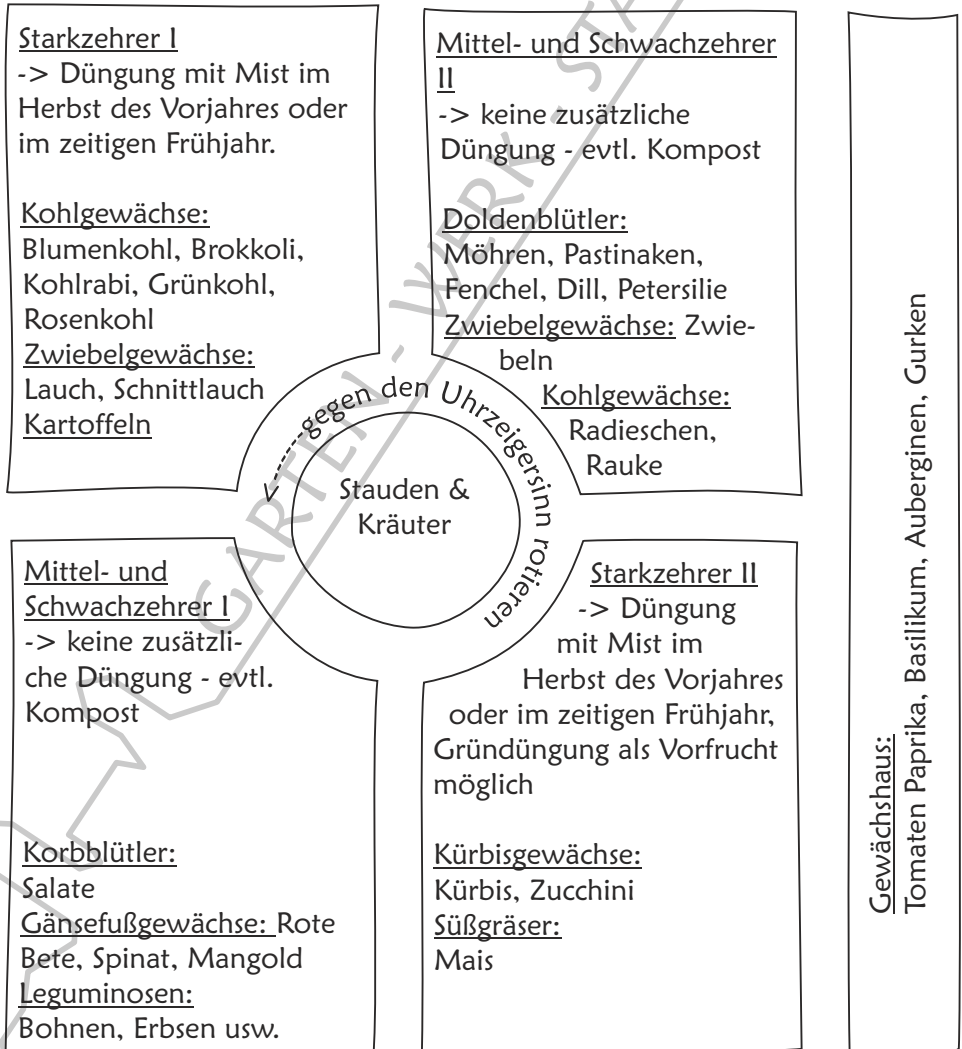 Starkzehrer I
-> Düngung mit Mist im
Herbst des Vorjahres oder
im zeitigen Frühjahr.
Kohlgewächse:
Blumenkohl, Brokkoli,
Kohlrabi, Grünkohl,
Rosenkohl
Zwiebelgewächse:
Lauch, Schnittlauch
Kartoffeln
Mittel- und Schwachzehrer
II
-> keine zusätzliche
Düngung - evtl. Kompost
Doldenblütler:
Möhren, Pastinaken,
Fenchel, Dill, Petersilie
Zwiebelgewächse: Zwie-
beln
Kohlgewächse:
Radieschen,
Rauke
gegen den Uhrzeigersinn rotieren
Stauden &
Kräuter
Mittel- und
Schwachzehrer I
-> keine zusätzli-
che Düngung - evtl.
Kompost
Korbblütler:
Salate
Gänsefußgewächse: Rote
Bete, Spinat, Mangold
Leguminosen:
Bohnen, Erbsen usw.
Starkzehrer II
-> Düngung
mit Mist im
Herbst des Vorjahres
oder im zeitigen Frühjahr,
Gründüngung als Vorfrucht
möglich
Kürbisgewächse:
Kürbis, Zucchini
Süßgräser:
Mais
Gewächshaus:
Tomaten Paprika, Basilikum, Auberginen, Gurken
GARTEN - WERK - STA